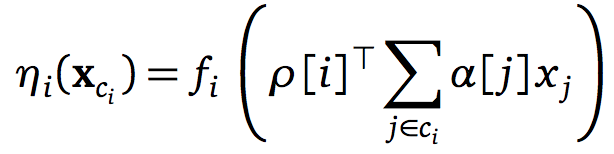 η_i(𝐱_{c_i}) = f_i ( ρ[i]^⊤ ∑_{j∈c_i} α[j]x_j )